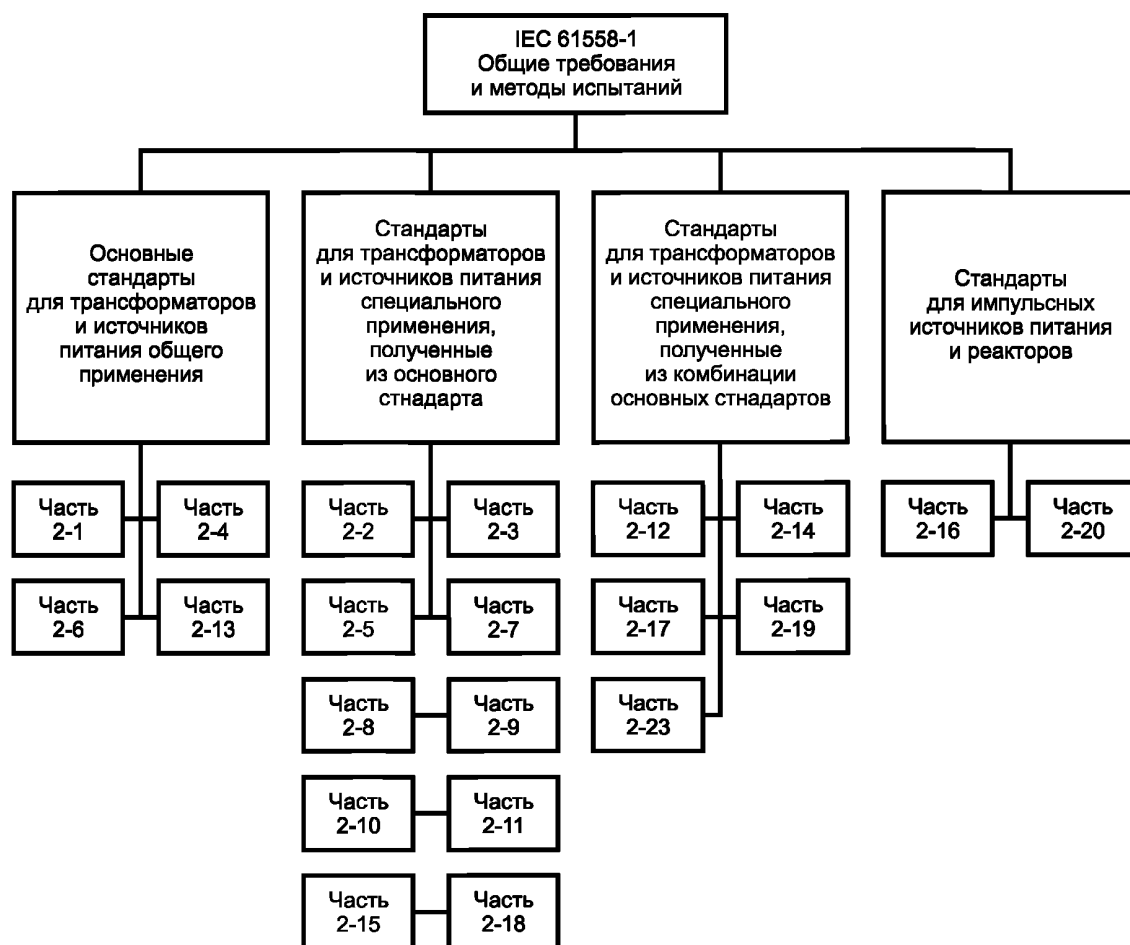 IEC 61558-1
Общие требования
и методы испытаний
Основные
стандарты
для трансформаторов
и источников
питания общего
применения
Стандарты
для трансформаторов
и источников питания
специального
применения,
полученные
из основного
стнадарта
Стандарты
для трансформаторов
и источников питания
специального
применения,
полученные
из комбинации
основных стнадартов
Стандарты
для импульсных
источников питания
и реакторов
Часть
2-1
Часть
2-4
Часть
2-6
Часть
2-13
Часть
2-2
Часть
2-3
Часть
2-5
Часть
2-7
Часть
2-8
Часть
2-9
Часть
2-10
Часть
2-11
Часть
2-15
Часть
2-18
Часть
2-12
Часть
2-14
Часть
2-17
Часть
2-19
Часть
2-23
Часть
2-16
Часть
2-20